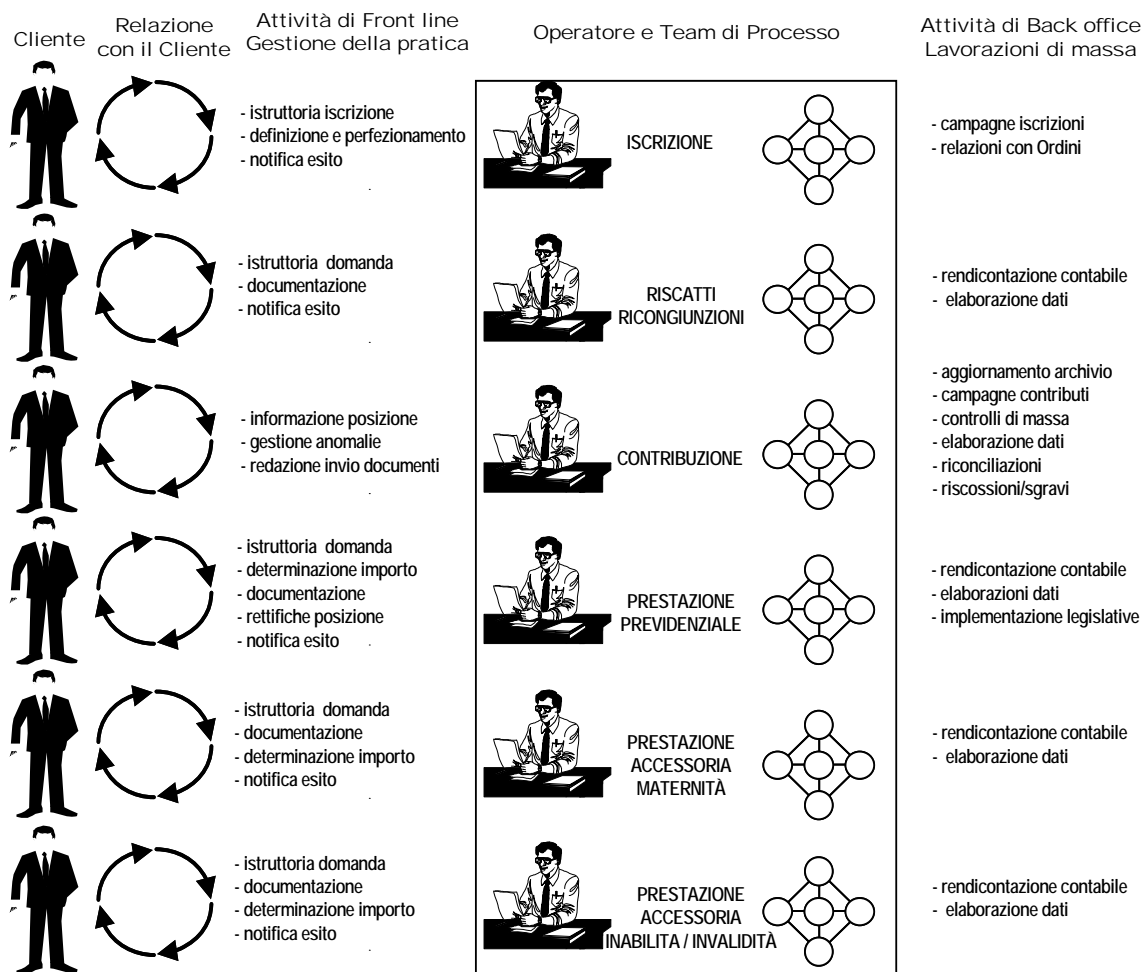 Cliente
Relazione
con il Cliente
Attività di Front line
Gestione della pratica
Operatore e Team di Processo
Attività di Back office
Lavorazioni di massa
- istruttoria iscrizione
- definizione e perfezionamento
- notifica esito
ISCRIZIONE
- campagne iscrizioni
- relazioni con Ordini
- istruttoria domanda
- documentazione
- notifica esito
RISCATTI
RICONGIUNZIONI
- rendicontazione contabile
- elaborazione dati
- informazione posizione
- gestione anomalie
- redazione invio documenti
CONTRIBUZIONE
- aggiornamento archivio
- campagne contributi
- controlli di massa
- elaborazione dati
- riconciliazioni
- riscossioni/sgravi
- istruttoria domanda
- determinazione importo
- documentazione
- rettifiche posizione
- notifica esito
PRESTAZIONE
PREVIDENZIALE
- rendicontazione contabile
- elaborazioni dati
- implementazione legislative
- istruttoria domanda
- documentazione
- determinazione importo
- notifica esito
PRESTAZIONE
ACCESSORIA
MATERNITÀ
- rendicontazione contabile
- elaborazione dati
- istruttoria domanda
- documentazione
- determinazione importo
- notifica esito
PRESTAZIONE
ACCESSORIA
INABILITA / INVALIDITÀ
- rendicontazione contabile
- elaborazione dati